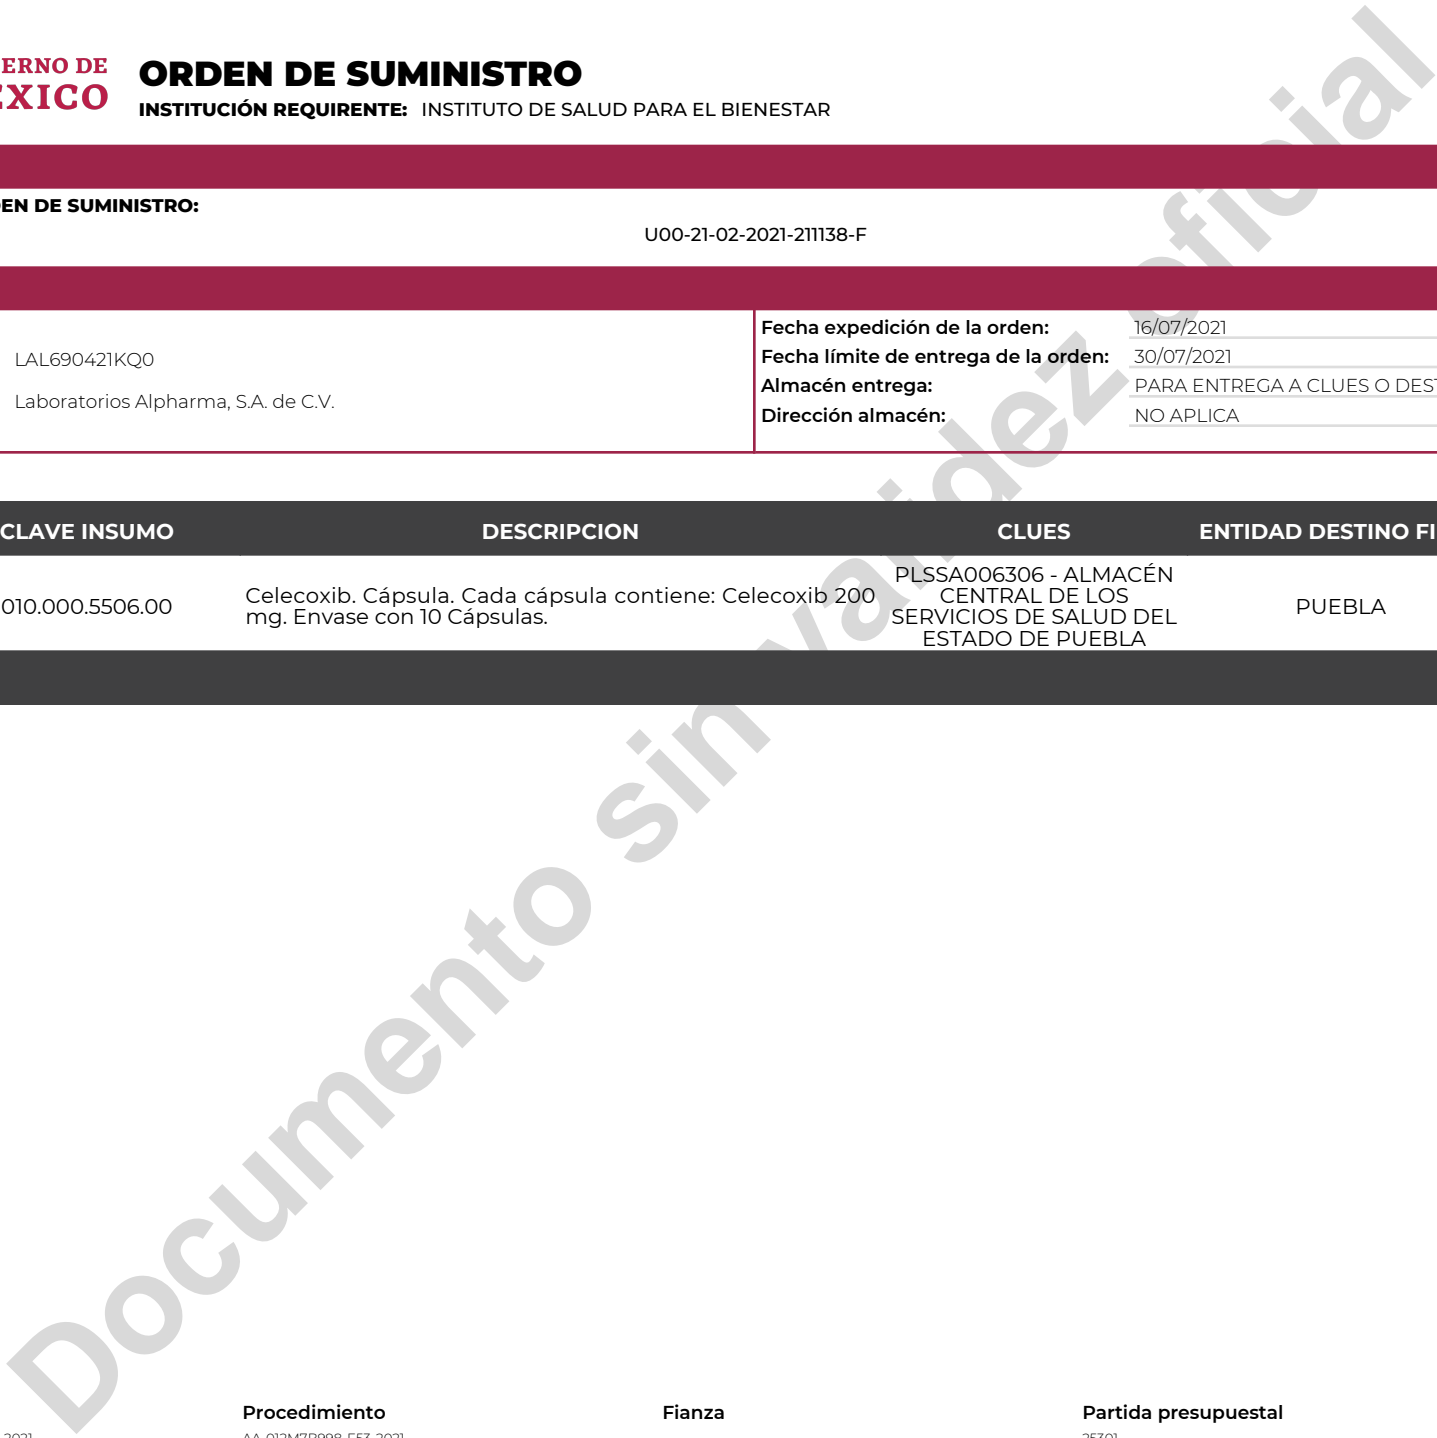 ERNO DE
EXICO
ORDEN DE SUMINISTRO
INSTITUCIÓN REQUIRENTE: INSTITUTO DE SALUD PARA EL BIENESTAR
EN DE SUMINISTRO:
U00-21-02-2021-211138-F
LAL690421KQ0
Laboratorios Alpharma, S.A. de C.V.
Fecha expedición de la orden: 16/07/2021
Fecha límite de entrega de la orden: 30/07/2021
Almacén entrega: PARA ENTREGA A CLUES O DEST
Dirección almacén: NO APLICA
CLAVE INSUMO DESCRIPCION CLUES ENTIDAD DESTINO FI
010.000.5506.00
Celecoxib. Cápsula. Cada cápsula contiene: Celecoxib 200
mg. Envase con 10 Cápsulas.
PLSSA006306 - ALMACÉN
CENTRAL DE LOS
SERVICIOS DE SALUD DEL
ESTADO DE PUEBLA
PUEBLA
Documento sin validez oficial
Procedimiento Fianza Partida presupuestal